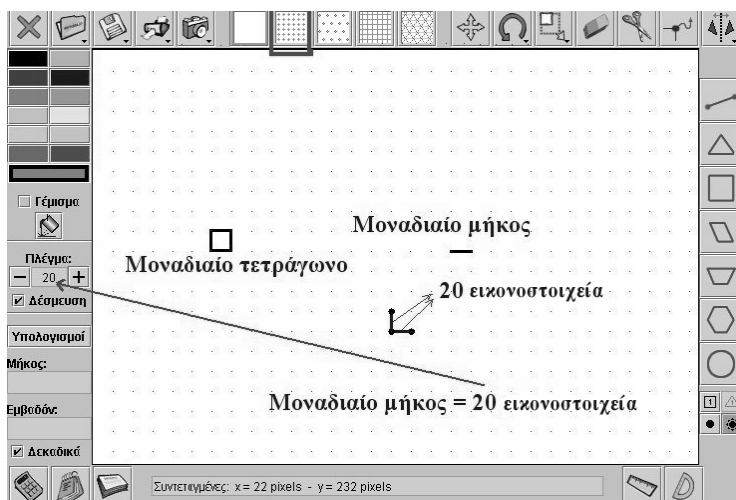 Γέμισμα
Πλέγμα:
20
Δέσμευση
Υπολογισμοί
Μήκος:
Εμβαδόν:
Δεκαδικά
Μοναδιαίο τετράγωνο
Μοναδιαίο μήκος
20 εικονοστοιχεία
Μοναδιαίο μήκος = 20 εικονοστοιχεία
1
Συντεταγμένες: x = 22 pixels - y = 232 pixels